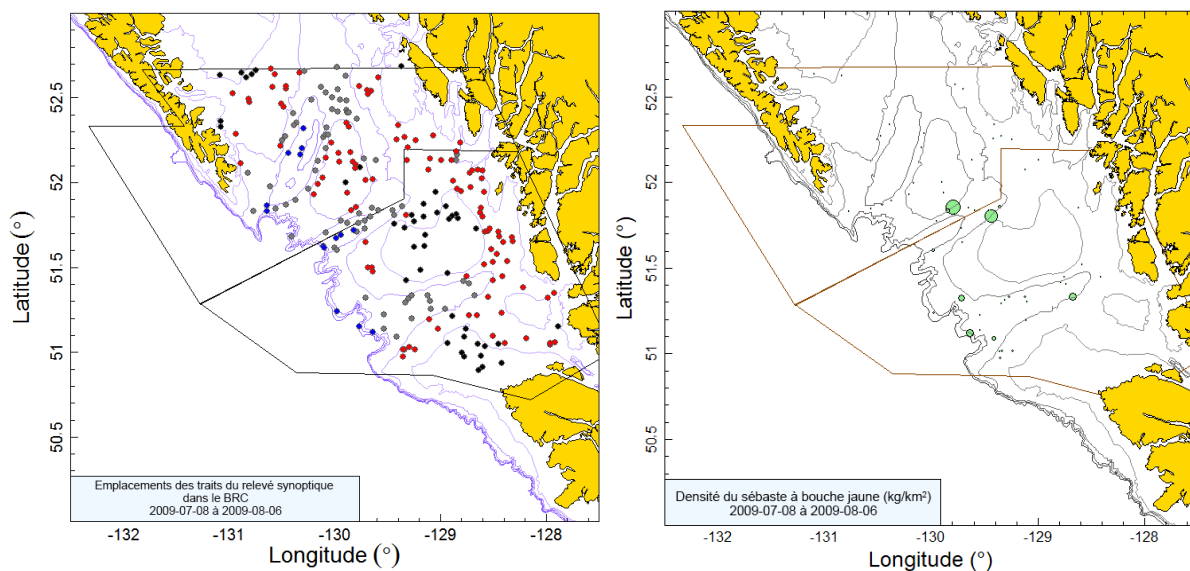 Latitude (°)
52.5
52
51.5
51
50.5
Emplacements des traits du relevé synoptique
dans le BRC
2009-07-08 à 2009-08-06
-132
-131
-130
-129
-128
Longitude (°)
Latitude (°)
52.5
52
51.5
51
50.5
Densité du sébaste à bouche jaune (kg/km²)
2009-07-08 à 2009-08-06
-132
-131
-130
-129
-128
Longitude (°)